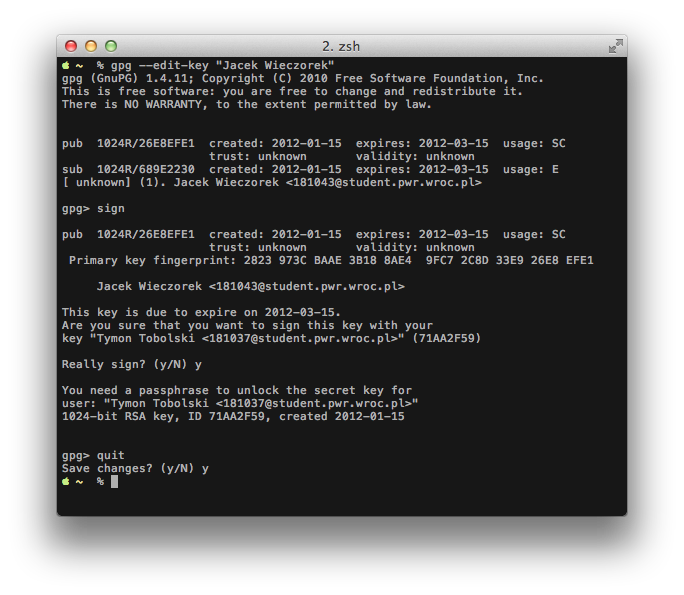 2. zsh
~ % gpg --edit-key "Jacek Wieczorek"
gpg (GnuPG) 1.4.11; Copyright (C) 2010 Free Software Foundation, Inc.
This is free software: you are free to change and redistribute it.
There is NO WARRANTY, to the extent permitted by law.
pub 1024R/26E8EFE1 created: 2012-01-15 expires: 2012-03-15 usage: SC
trust: unknown validity: unknown
sub 1024R/689E2230 created: 2012-01-15 expires: 2012-03-15 usage: E
[ unknown] (1). Jacek Wieczorek <181043@student.pwr.wroc.pl>
gpg> sign
pub 1024R/26E8EFE1 created: 2012-01-15 expires: 2012-03-15 usage: SC
trust: unknown validity: unknown
Primary key fingerprint: 2823 973C BAAE 3B18 8AE4 9FC7 2C8D 33E9 26E8 EFE1
Jacek Wieczorek <181043@student.pwr.wroc.pl>
This key is due to expire on 2012-03-15.
Are you sure that you want to sign this key with your
key "Tymon Tobolski <181037@student.pwr.wroc.pl>" (71AA2F59)
Really sign? (y/N) y
You need a passphrase to unlock the secret key for
user: "Tymon Tobolski <181037@student.pwr.wroc.pl>"
1024-bit RSA key, ID 71AA2F59, created 2012-01-15
gpg> quit
Save changes? (y/N) y
~ %